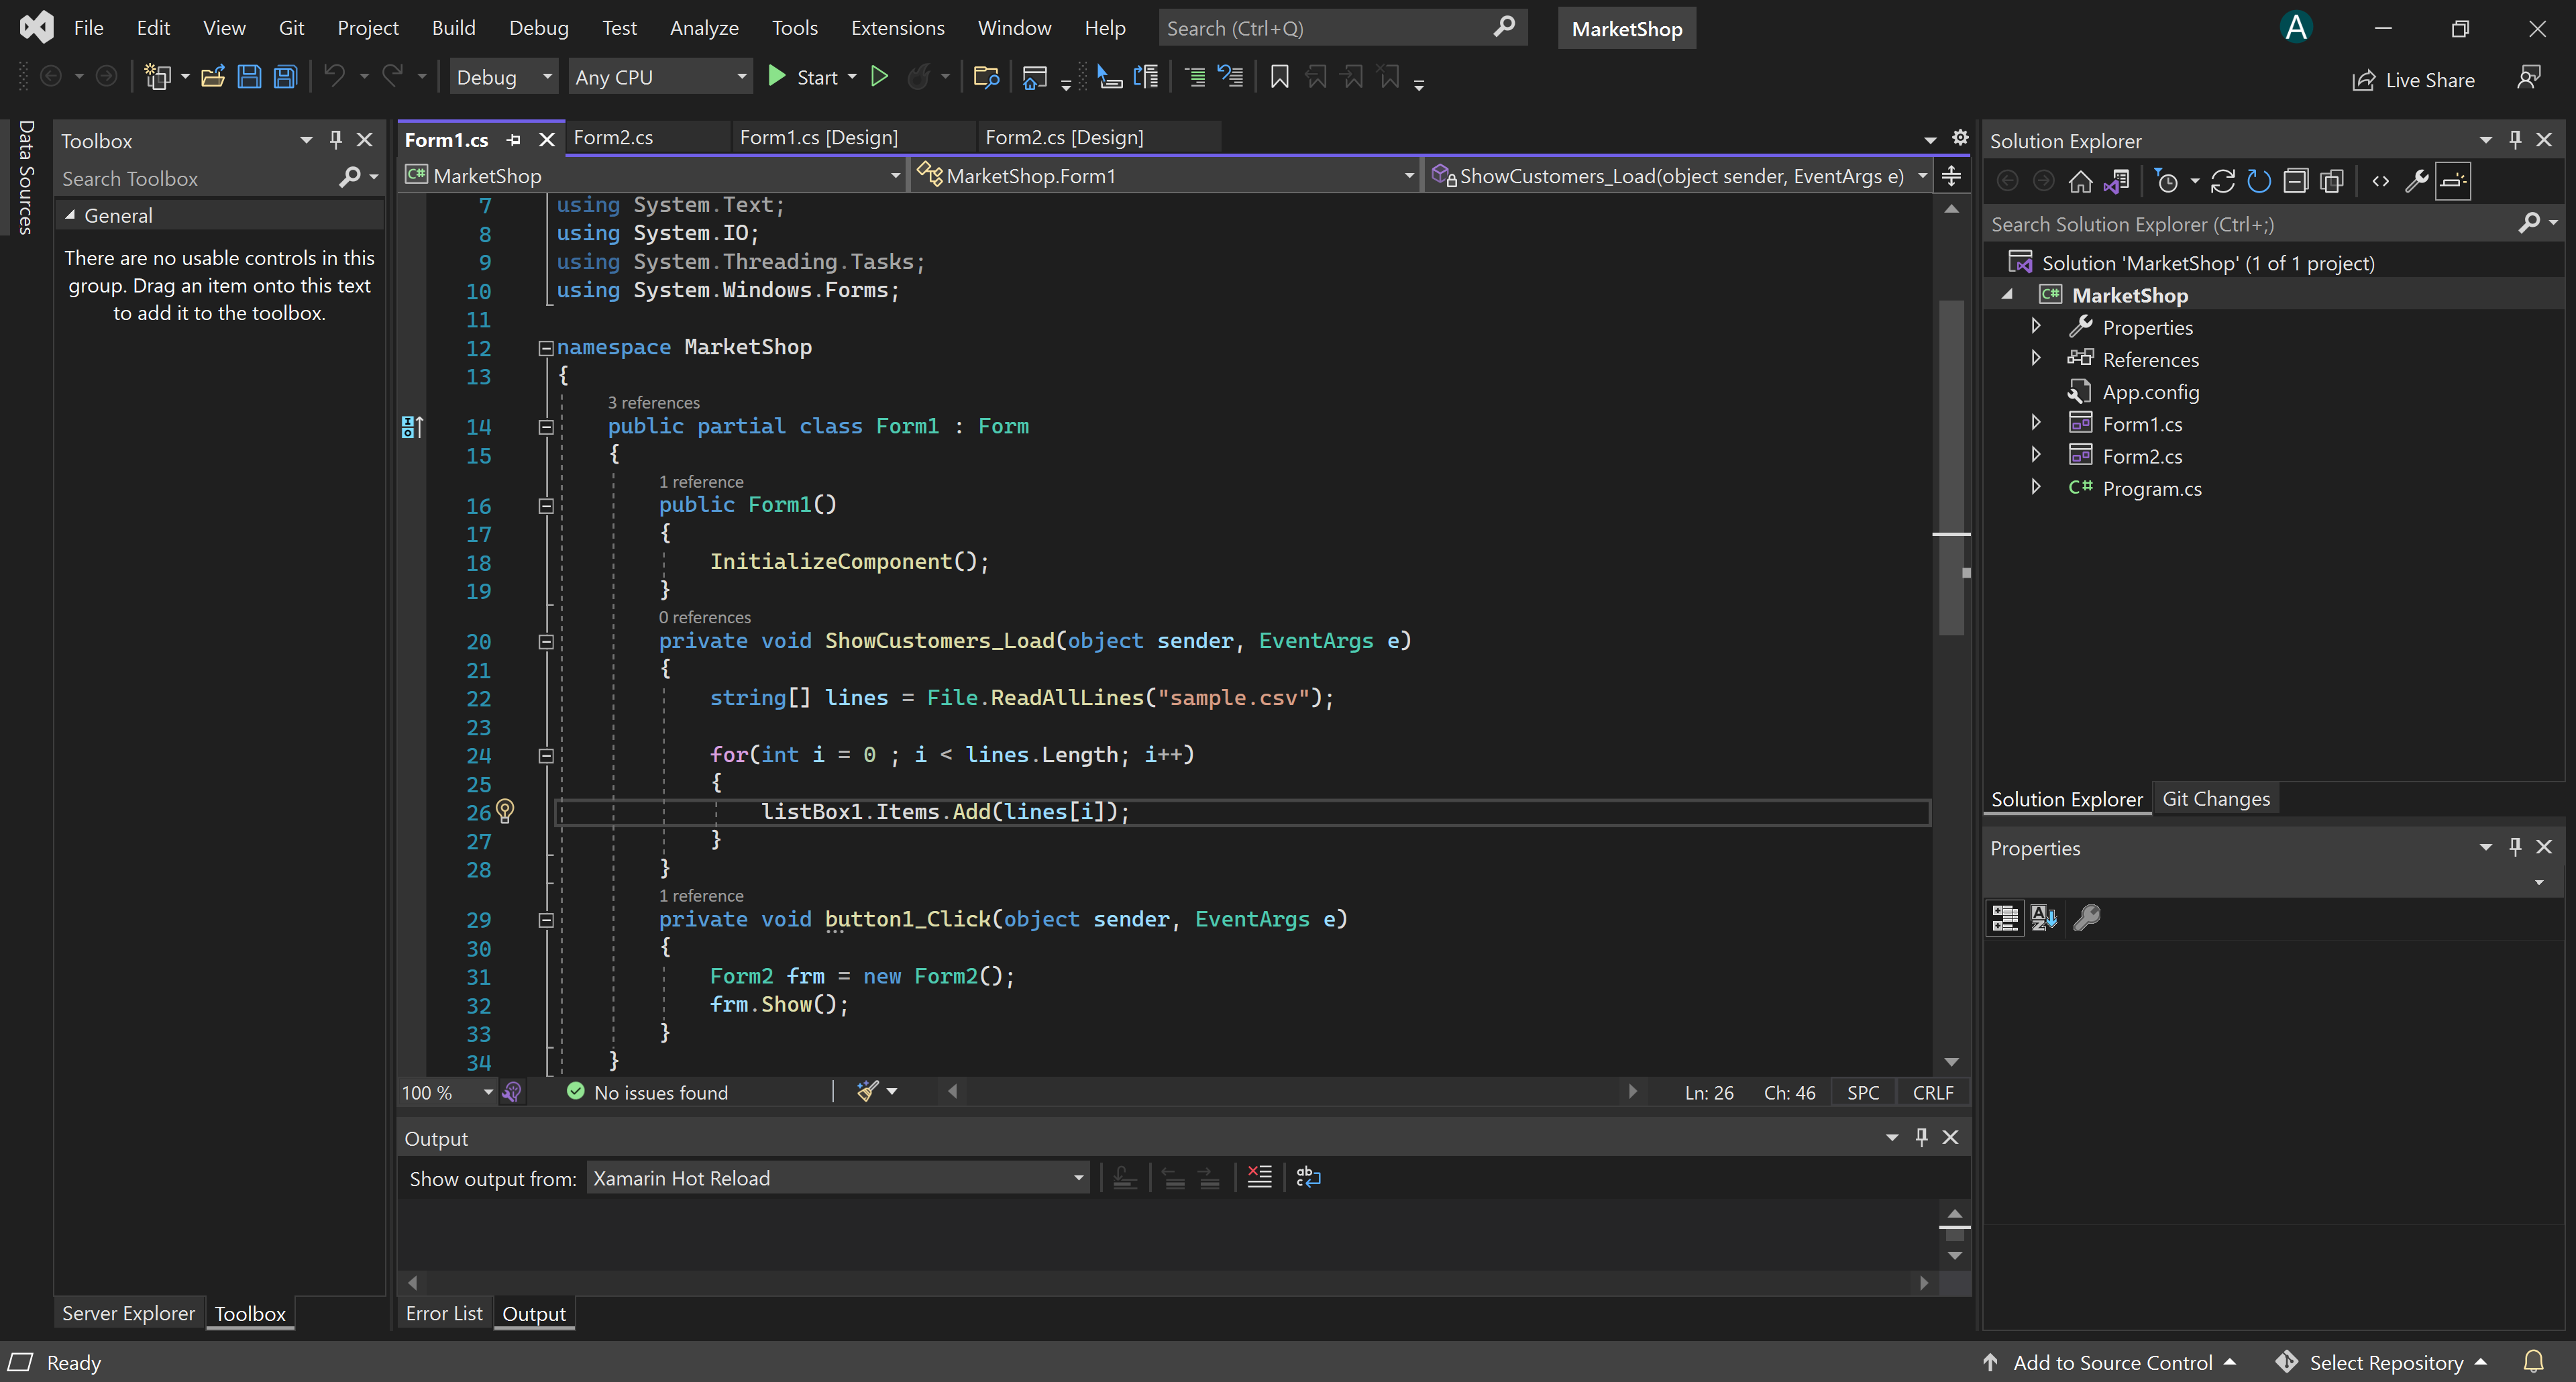 File Edit View Git Project Build Debug Test Analyze Tools Extensions Window Help Search (Ctrl+Q) MarketShop A
Debug Any CPU Start Live Share
Data Sources
Toolbox
Search Toolbox
General
There are no usable controls in this
group. Drag an item onto this text
to add it to the toolbox.
Server Explorer Toolbox
Form1.cs Form2.cs Form1.cs [Design] Form2.cs [Design]
C# MarketShop MarketShop.Form1 ShowCustomers_Load(object sender, EventArgs e)
7 using System.Text;
8 using System.IO;
9 using System.Threading.Tasks;
10 using System.Windows.Forms;
11
12 namespace MarketShop
13 {
3 references
14 public partial class Form1 : Form
15 {
1 reference
16 public Form1()
17 {
18 InitializeComponent();
19 }
0 references
20 private void ShowCustomers_Load(object sender, EventArgs e)
21 {
22 string[] lines = File.ReadAllLines("sample.csv");
23
24 for(int i = 0 ; i < lines.Length; i++)
25 {
26 listBox1.Items.Add(lines[i]);
27 }
28 }
1 reference
29 private void button1_Click(object sender, EventArgs e)
30 {
31 Form2 frm = new Form2();
32 frm.Show();
33 }
34 }
100 % No issues found Ln: 26 Ch: 46 SPC CRLF
Output
Show output from: Xamarin Hot Reload
Error List Output
Solution Explorer
Search Solution Explorer (Ctrl+;)
Solution 'MarketShop' (1 of 1 project)
C# MarketShop
Properties
References
App.config
Form1.cs
Form2.cs
C# Program.cs
Solution Explorer Git Changes
Properties
Ready Add to Source Control Select Repository